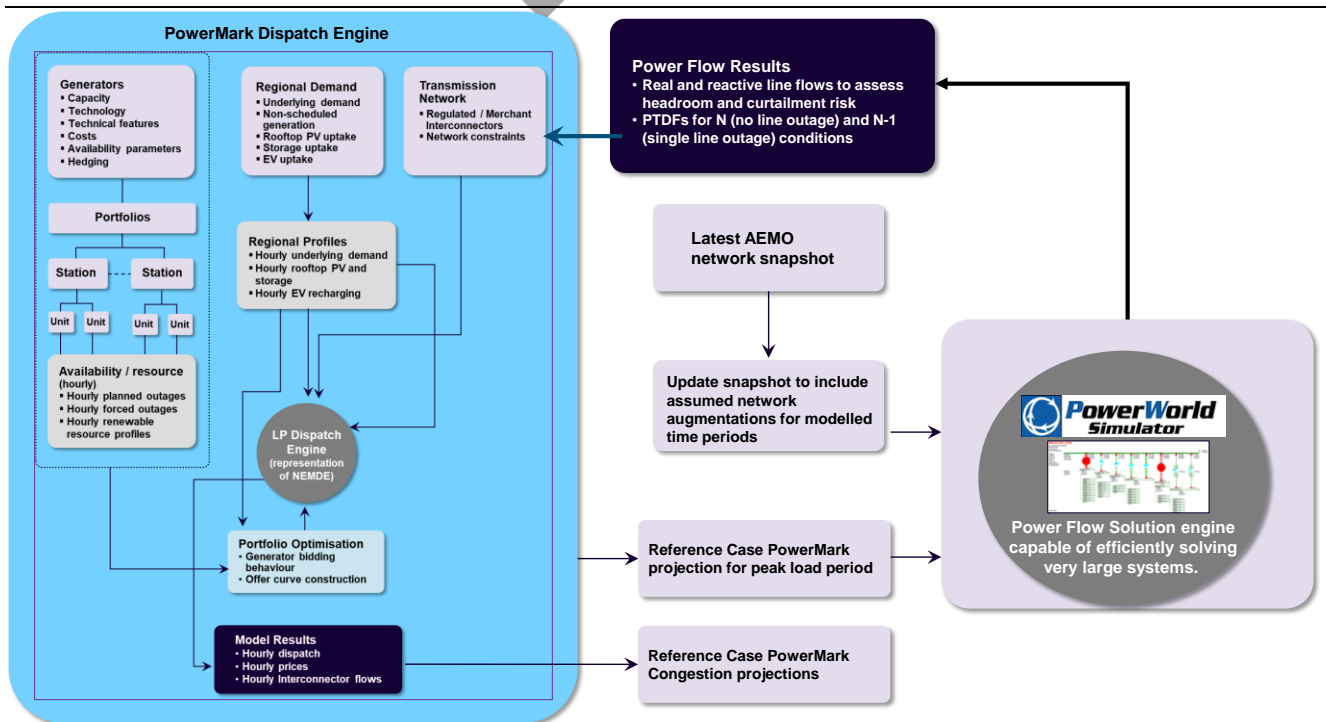 PowerMark Dispatch Engine
Generators
▪ Capacity
▪ Technology
▪ Technical features
▪ Costs
▪ Availability parameters
▪ Hedging
Portfolios
Station
Station
Unit
Unit
Unit
Unit
Availability / resource
(hourly)
▪ Hourly planned outages
▪ Hourly forced outages
▪ Hourly renewable
resource profiles
Regional Demand
▪ Underlying demand
▪ Non-scheduled
generation
▪ Rooftop PV uptake
▪ Storage uptake
▪ EV uptake
Regional Profiles
▪ Hourly underlying demand
▪ Hourly rooftop PV and
storage
▪ Hourly EV recharging
Transmission
Network
▪ Regulated / Merchant
Interconnectors
▪ Network constraints
LP Dispatch
Engine
(representation
of NEMDE)
Portfolio Optimisation
• Generator bidding
behaviour
• Offer curve construction
Model Results
• Hourly dispatch
• Hourly prices
• Hourly Interconnector flows
Power Flow Results
• Real and reactive line flows to assess
headroom and curtailment risk
• PTDFs for N (no line outage) and N-1
(single line outage) conditions
Latest AEMO
network snapshot
Update snapshot to include
assumed network
augmentations for modelled
time periods
Reference Case PowerMark
projection for peak load period
Reference Case PowerMark
Congestion projections
PowerWorld
Simulator
Power Flow Solution engine
capable of efficiently solving
very large systems.